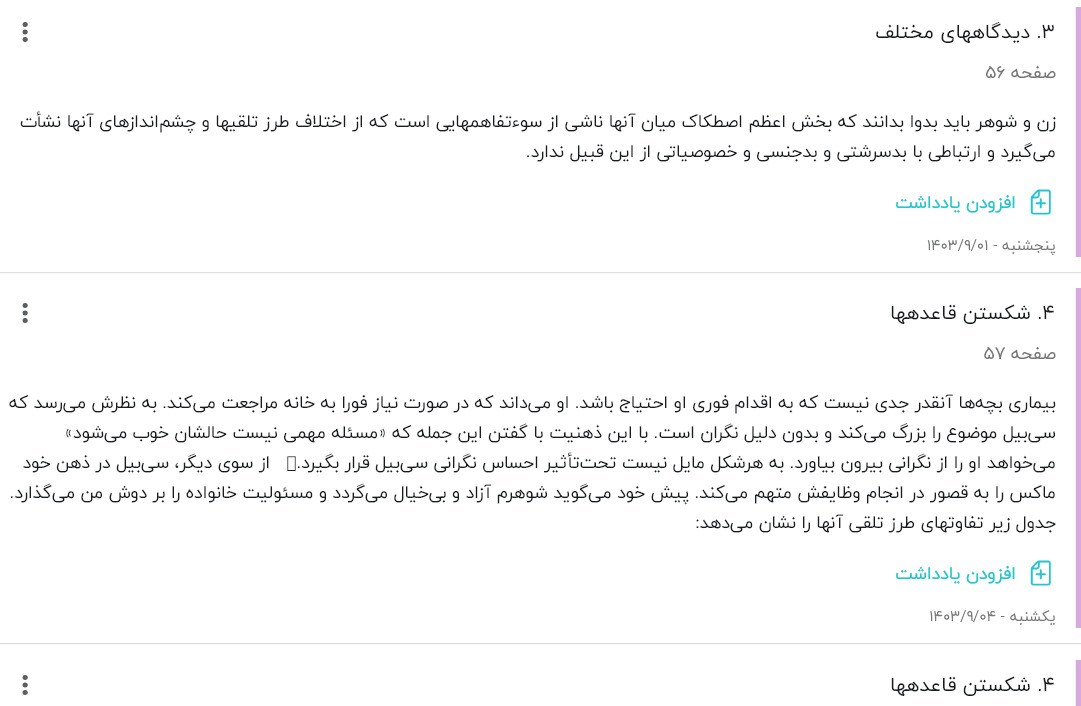 ۳. دیدگاههای مختلف
صفحه ۵۶
زن و شوهر باید بدوا بدانند که بخش اعظم اصطکاک میان آنها ناشی از سوءتفاهمهایی است که از اختلاف طرز تلقیها و چشم‌اندازهای آنها نشأت
می‌گیرد و ارتباطی با بدسرشتی و بدجنسی و خصوصیاتی از این قبیل ندارد.
افزودن یادداشت
پنجشنبه - ۱۴۰۳/۹/۰۱
۴. شکستن قاعدهها
صفحه ۵۷
بیماری بچه‌ها آنقدر جدی نیست که به اقدام فوری او احتیاج باشد. او می‌داند که در صورت نیاز فورا به خانه مراجعت می‌کند. به نظرش می‌رسد که
سی‌بیل موضوع را بزرگ می‌کند و بدون دلیل نگران است. با این ذهنیت با گفتن این جمله که «مسئله مهمی نیست حالشان خوب می‌شود»
می‌خواهد او را از نگرانی بیرون بیاورد. به هرشکل مایل نیست تحت‌تأثیر احساس نگرانی سی‌بیل قرار بگیرد. از سوی دیگر، سی‌بیل در ذهن خود
ماکس را به قصور در انجام وظایفش متهم می‌کند. پیش خود می‌گوید شوهرم آزاد و بی‌خیال می‌گردد و مسئولیت خانواده را بر دوش من می‌گذارد.
جدول زیر تفاوتهای طرز تلقی آنها را نشان می‌دهد:
افزودن یادداشت
یکشنبه - ۱۴۰۳/۹/۰۴
۴. شکستن قاعدهها